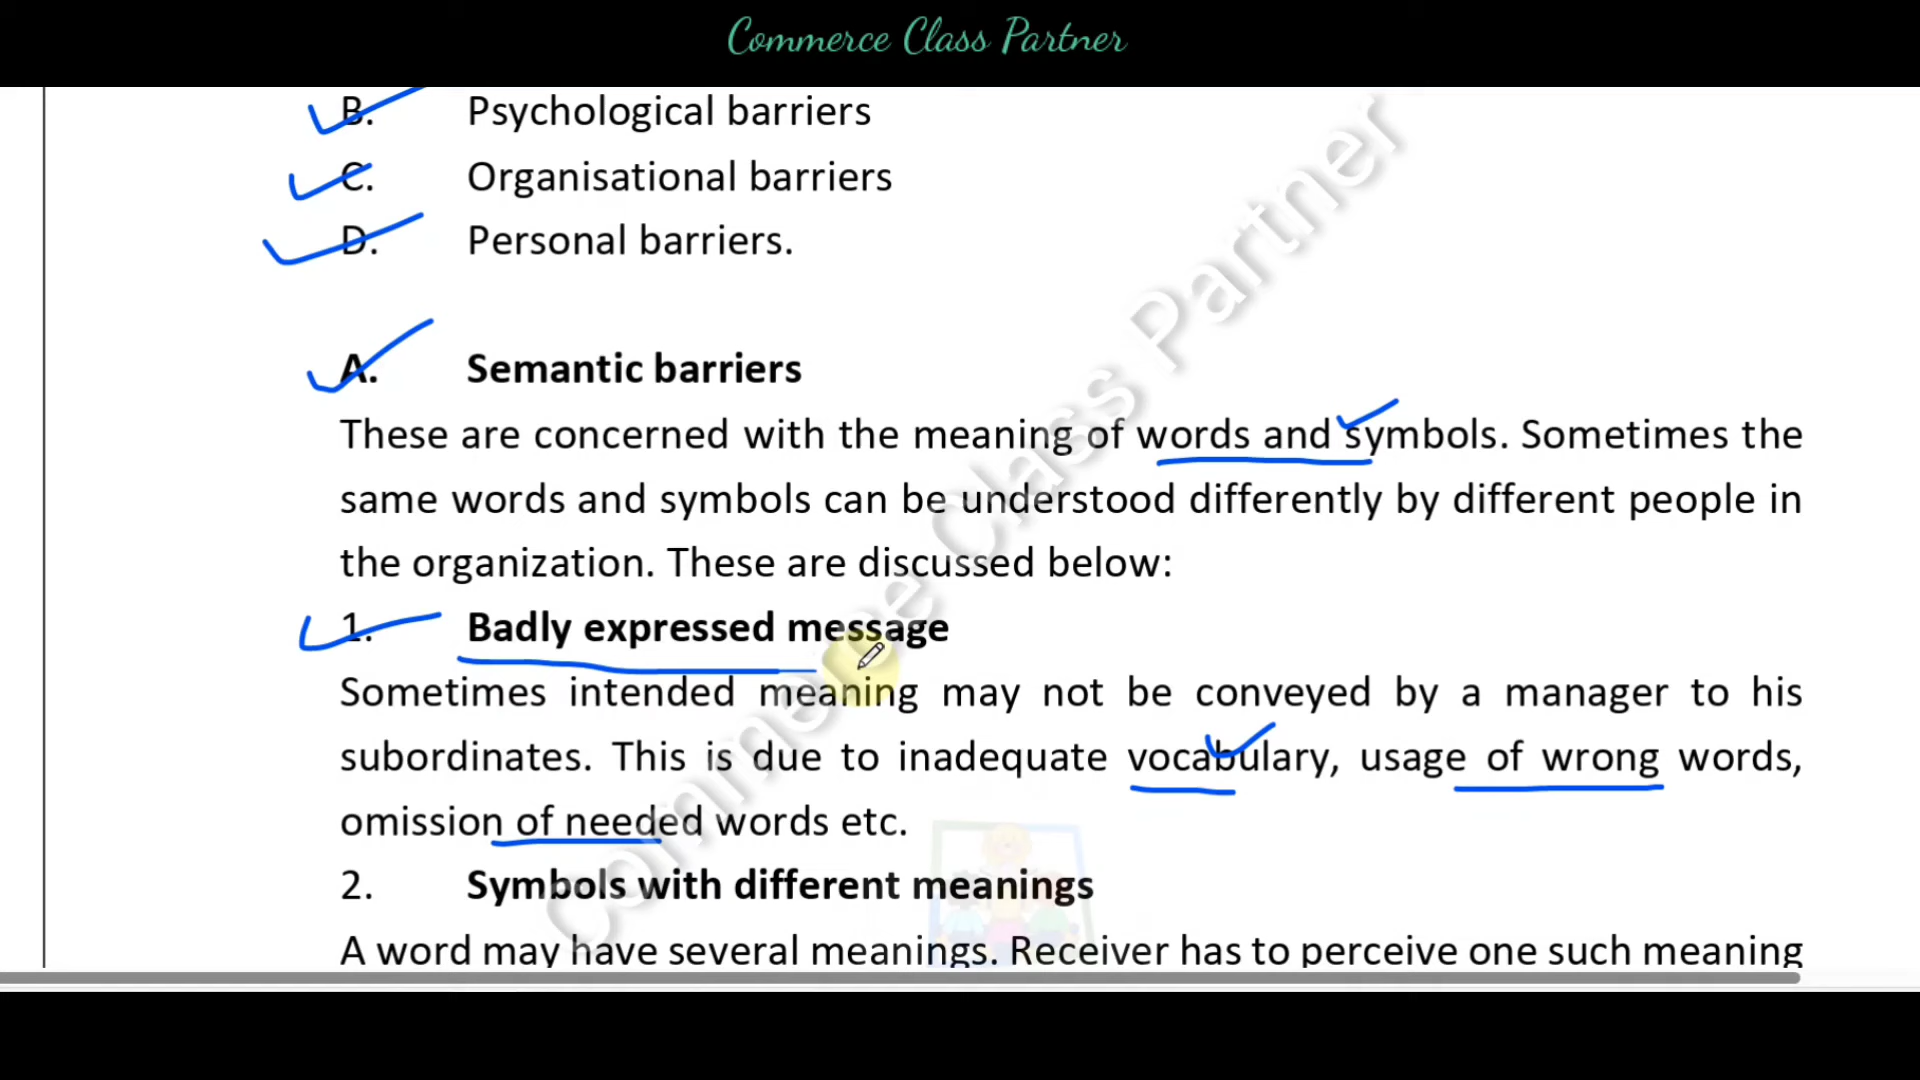 Commerce Class Partner
B. Psychological barriers
C. Organisational barriers
D. Personal barriers.
A. Semantic barriers
These are concerned with the meaning of words and symbols. Sometimes the
same words and symbols can be understood differently by different people in
the organization. These are discussed below:
1. Badly expressed message
Sometimes intended meaning may not be conveyed by a manager to his
subordinates. This is due to inadequate vocabulary, usage of wrong words,
omission of needed words etc.
2. Symbols with different meanings
A word may have several meanings. Receiver has to perceive one such meaning
Commerce Class Partner